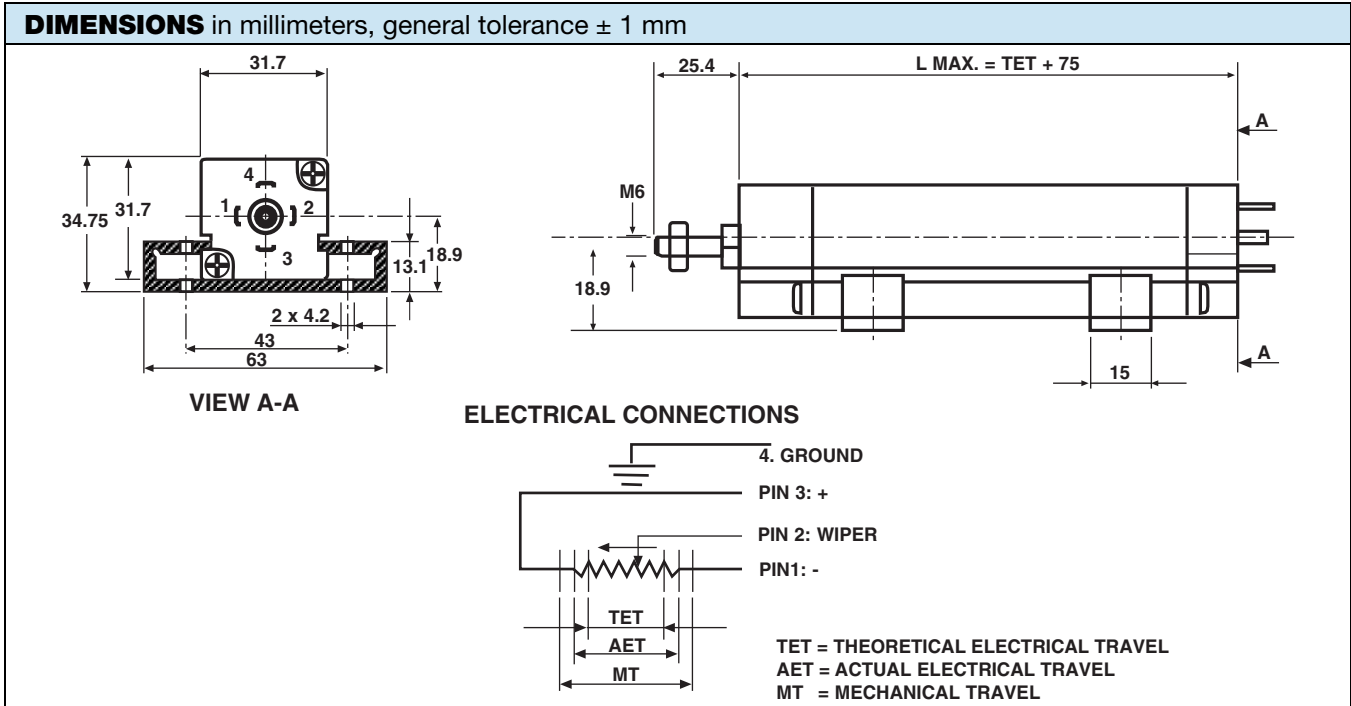 DIMENSIONS in millimeters, general tolerance ± 1 mm
31.7
25.4
L MAX. = TET + 75
A
4
1
2
3
34.75
31.7
13.1
18.9
2 x 4.2
43
63
M6
18.9
15
A
VIEW A-A
ELECTRICAL CONNECTIONS
4. GROUND
PIN 3: +
PIN 2: WIPER
PIN1: -
TET
AET
MT
TET = THEORETICAL ELECTRICAL TRAVEL
AET = ACTUAL ELECTRICAL TRAVEL
MT = MECHANICAL TRAVEL